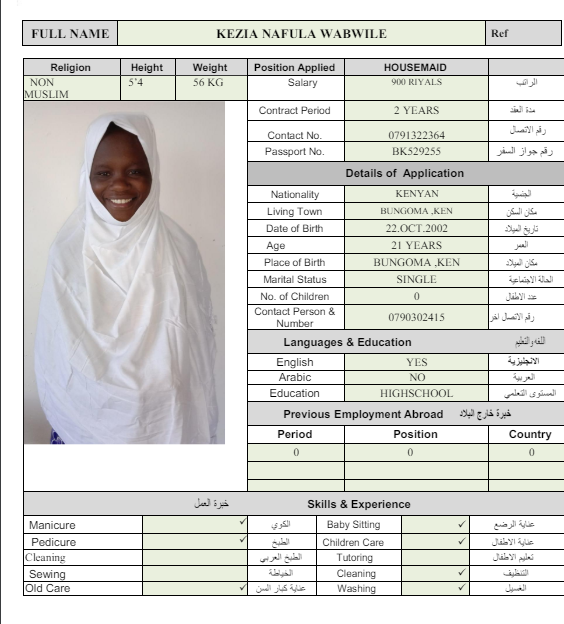 FULL NAME KEZIA NAFULA WABWILE Ref
Religion Height Weight Position Applied HOUSEMAID
NON MUSLIM 5'4 56 KG Salary 900 RIYALS الراتب
Contract Period 2 YEARS مدة العقد
Contact No. 0791322364 رقم الاتصال
Passport No. BK529255 رقم جواز السفر
Details of Application
Nationality KENYAN الجنسية
Living Town BUNGOMA ,KEN مكان السكن
Date of Birth 22.OCT.2002 تاريخ الميلاد
Age 21 YEARS العمر
Place of Birth BUNGOMA ,KEN مكان الميلاد
Marital Status SINGLE الحالة الاجتماعية
No. of Children 0 عدد الاطفال
Contact Person & Number 0790302415 رقم الاتصال اخر
Languages & Education اللغه والتعليم
English YES الانجليزية
Arabic NO العربية
Education HIGHSCHOOL المستوى التعلمي
Previous Employment Abroad خبرة خارج البلاد
Period Position Country
0 0 0
خبرة العمل Skills & Experience
Manicure ✓ الكوي Baby Sitting ✓ عناية الرضع
Pedicure ✓ الطبخ Children Care ✓ عناية الاطفال
Cleaning الطبخ العربي Tutoring تعليم الاطفال
Sewing الخياطة Cleaning ✓ التنظيف
Old Care ✓ عناية كبار السن Washing ✓ الغسيل